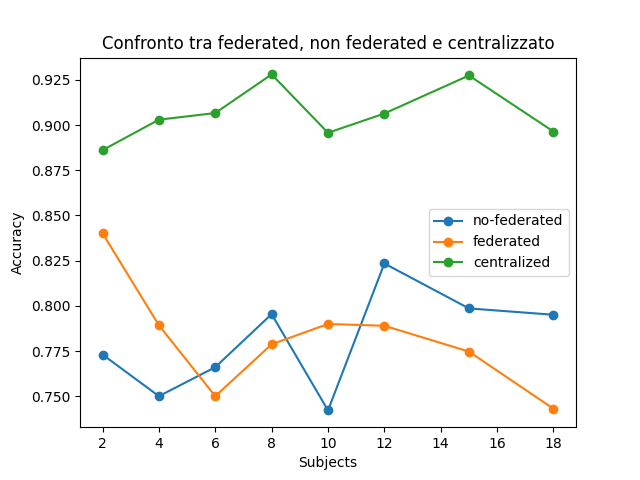 Confronto tra federated, non federated e centralizzato
Accuracy
0.925
0.900
0.875
0.850
0.825
0.800
0.775
0.750
no-federated
federated
centralized
2 4 6 8 10 12 14 16 18
Subjects